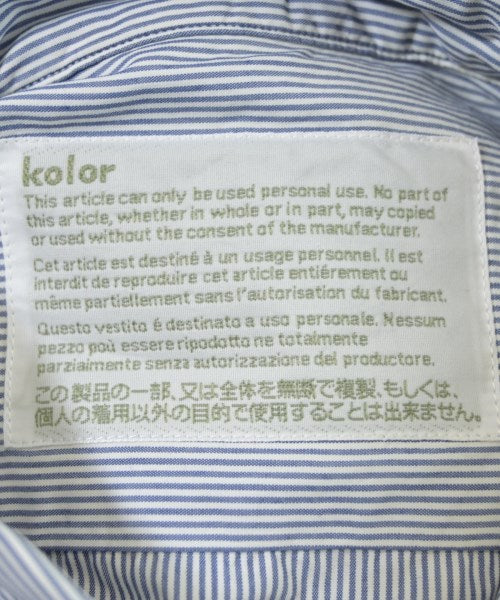 kolor
This article can only be used personal use. No part of
this article, whether in whole or in part, may copied
or used without the consent of the manufacturer.
Cet article est destiné à un usage personnel. Il est
interdit de reproduire cet article entiérement ou
même partiellement sans l'autorisation du fabricant.
Questo vestito é destinato a uso personale. Nessum
pezzo poù essere ripodotto ne totalmente
parzialmente senza autorizzazione del productore.
この製品の一部、又は全体を無断で複製、もしくは、
個人の着用以外の目的で使用することは出来ません。